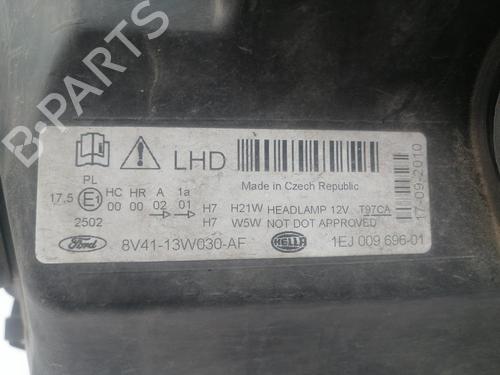 B-PARTS
LHD
Made in Czech Republic
PL
17.5 E1 HC HR A 1a
00 00 02 01 H7 H21W HEADLAMP 12V T97CA
2502 H7 W5W NOT DOT APPROVED
Ford 8V41-13W030-AF HELLA 1EJ 009 696-01
17-09-2010